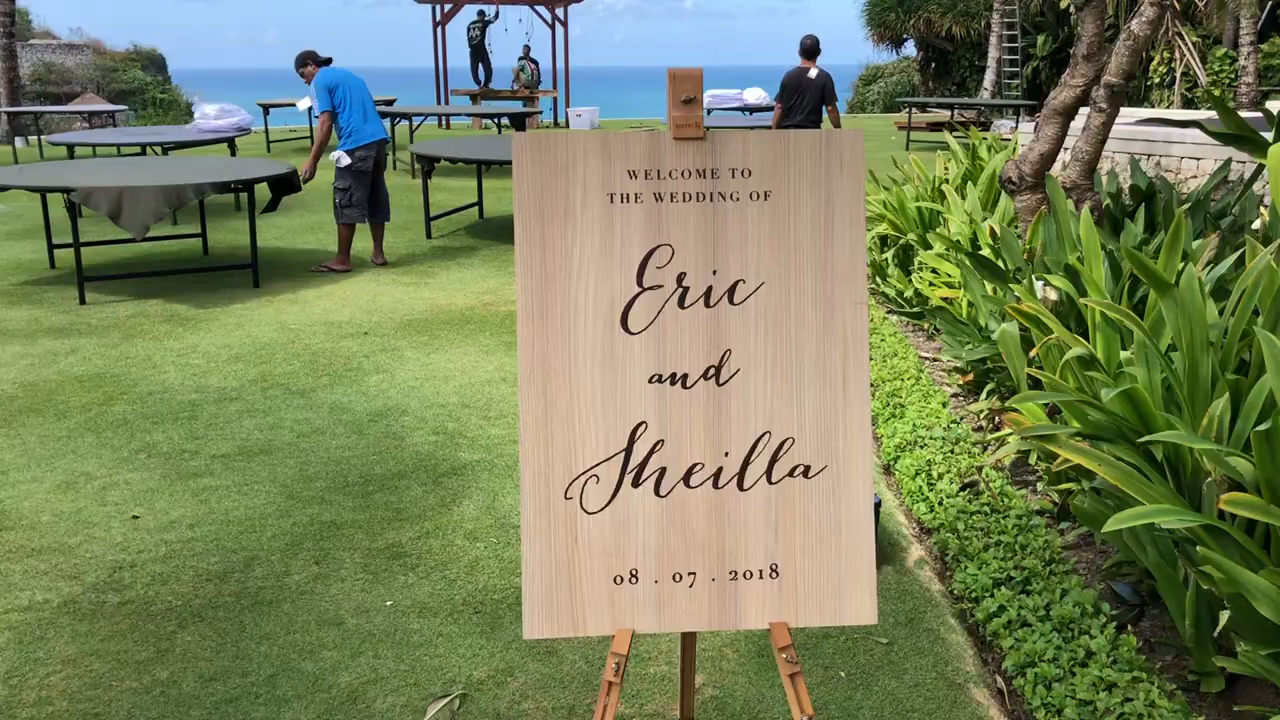 WELCOME TO
THE WEDDING OF
Eric
and
Sheilla
08 . 07 . 2018